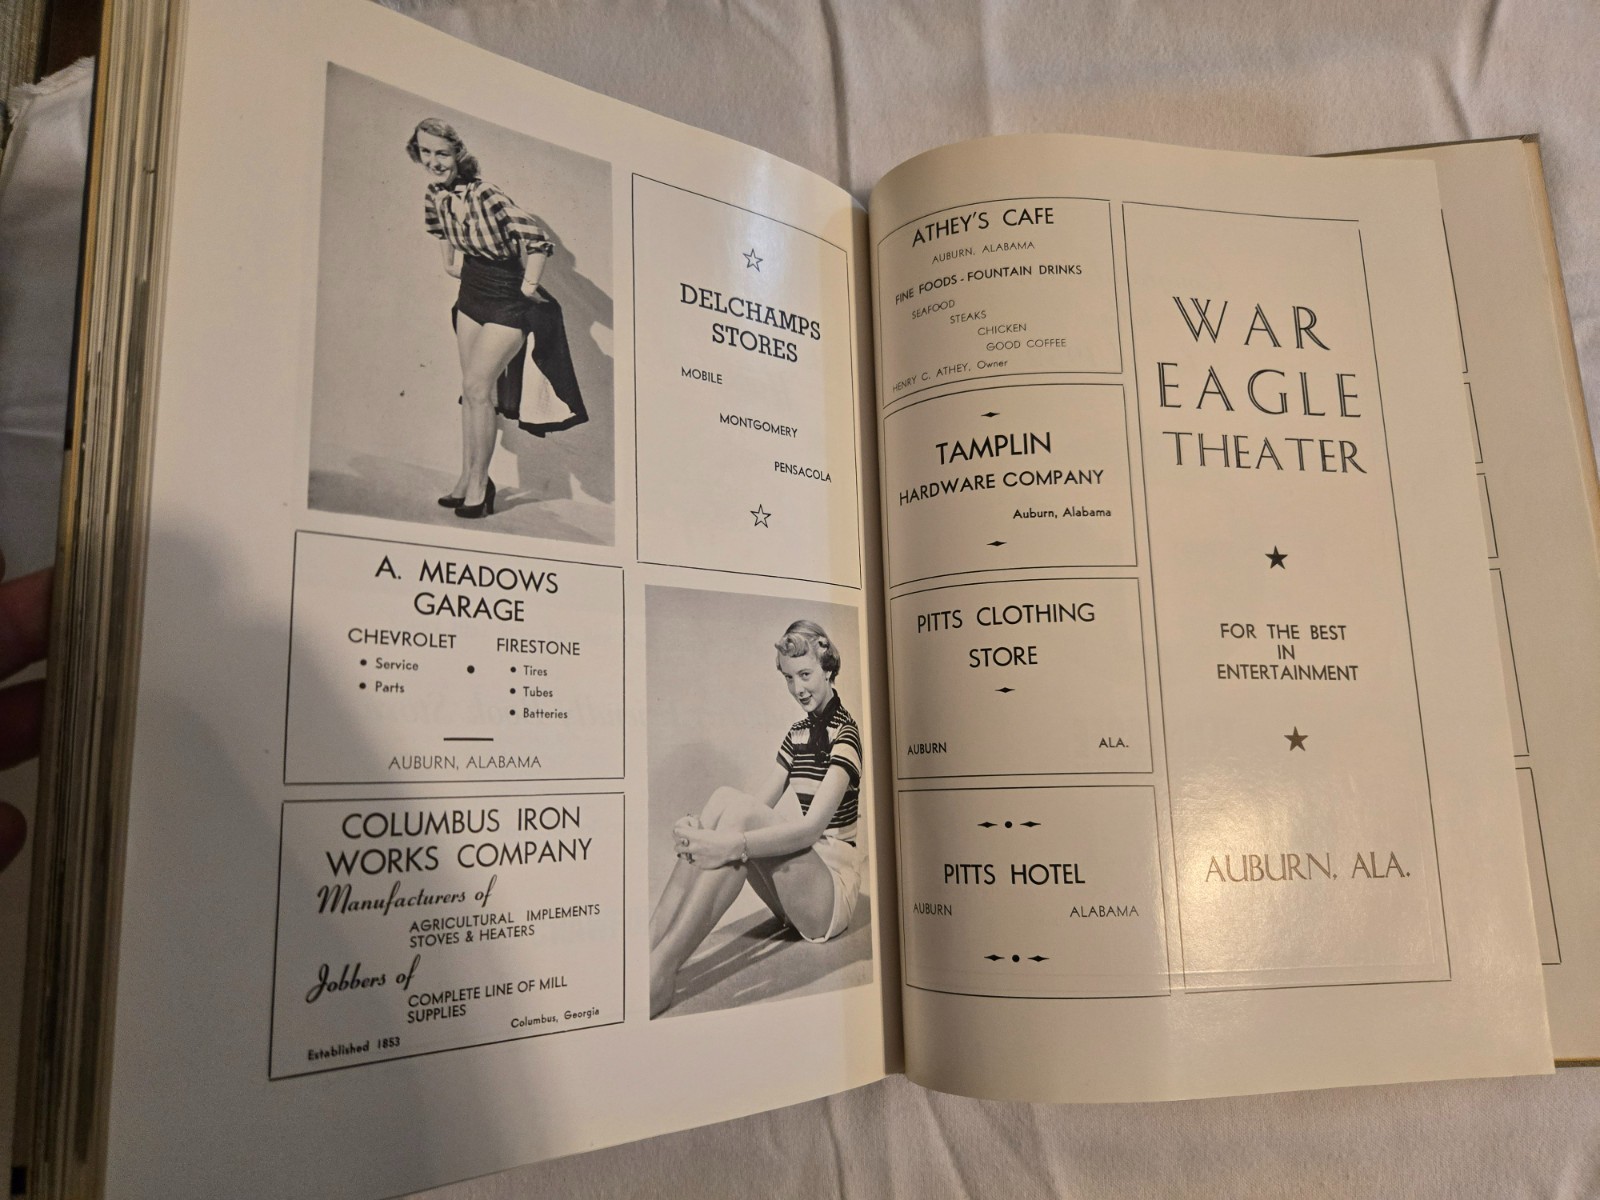 DELCHAMPS
STORES
MOBILE
MONTGOMERY
PENSACOLA
A. MEADOWS
GARAGE
CHEVROLET
• Service
• Parts
•
FIRESTONE
• Tires
• Tubes
• Batteries
AUBURN, ALABAMA
COLUMBUS IRON
WORKS COMPANY
Manufacturers of
AGRICULTURAL IMPLEMENTS
STOVES & HEATERS
Jobbers of
COMPLETE LINE OF MILL
SUPPLIES
Columbus, Georgia
Established 1853
ATHEY'S CAFE
AUBURN, ALABAMA
FINE FOODS - FOUNTAIN DRINKS
SEAFOOD
STEAKS
CHICKEN
GOOD COFFEE
HENRY C. ATHEY, Owner
TAMPLIN
HARDWARE COMPANY
Auburn, Alabama
PITTS CLOTHING
STORE
AUBURN ALA.
PITTS HOTEL
AUBURN ALABAMA
WAR
EAGLE
THEATER
FOR THE BEST
IN
ENTERTAINMENT
AUBURN, ALA.